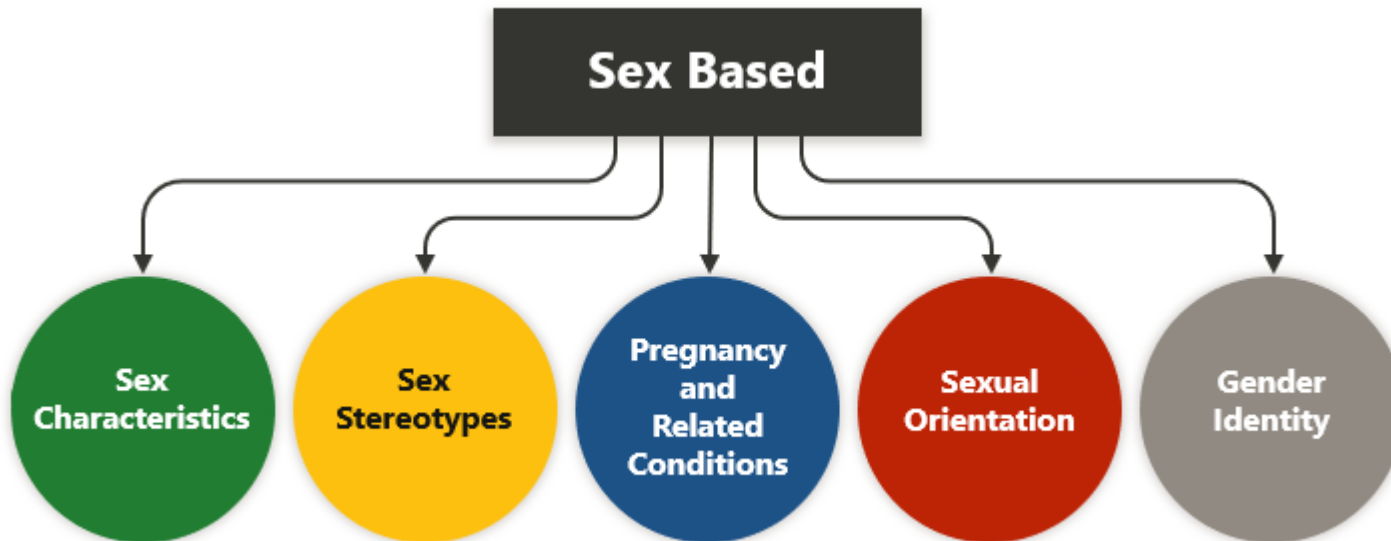 Sex Based
Sex
Characteristics
Sex
Stereotypes
Pregnancy
and
Related
Conditions
Sexual
Orientation
Gender
Identity